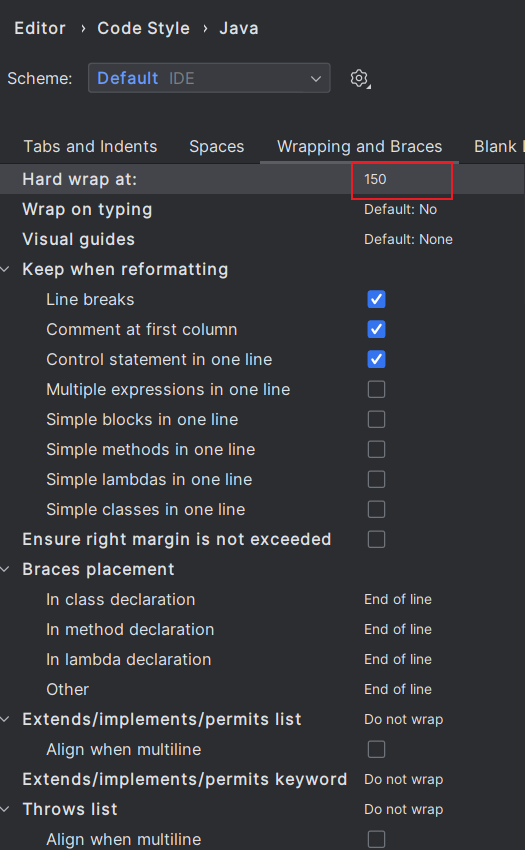 Editor › Code Style › Java
Scheme: Default IDE
Tabs and Indents Spaces Wrapping and Braces Blank
Hard wrap at: 150
Wrap on typing Default: No
Visual guides Default: None
Keep when reformatting
Line breaks
Comment at first column
Control statement in one line
Multiple expressions in one line
Simple blocks in one line
Simple methods in one line
Simple lambdas in one line
Simple classes in one line
Ensure right margin is not exceeded
Braces placement
In class declaration End of line
In method declaration End of line
In lambda declaration End of line
Other End of line
Extends/implements/permits list Do not wrap
Align when multiline
Extends/implements/permits keyword Do not wrap
Throws list Do not wrap
Align when multiline